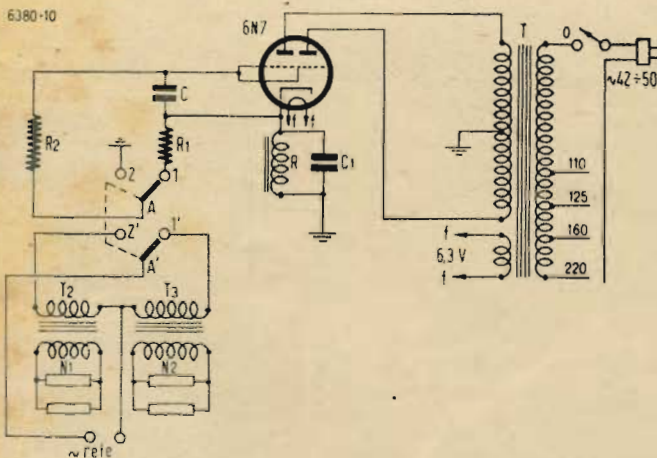 6380-10
6N7
T
0
~42÷50
C
R2
R1
2
1
A
f f
R
C1
110
125
160
220
f
6,3 V
f
2'
1'
A'
T2
T3
N1
N2
~rete